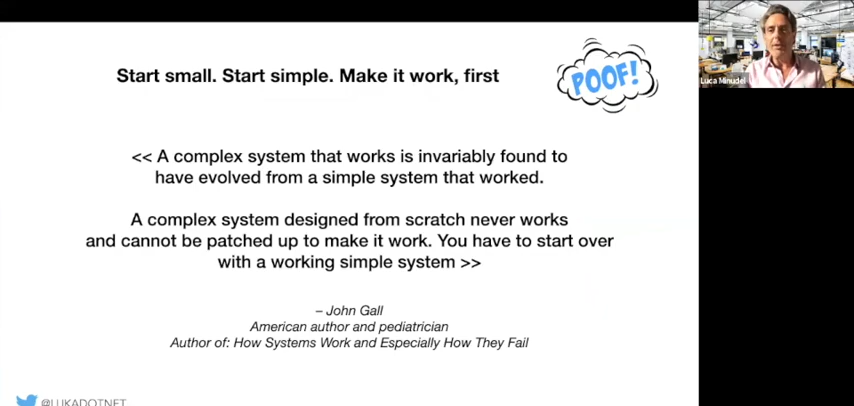 Start small. Start simple. Make it work, first
POOF!
Luca Minudel
<< A complex system that works is invariably found to
have evolved from a simple system that worked.
A complex system designed from scratch never works
and cannot be patched up to make it work. You have to start over
with a working simple system >>
– John Gall
American author and pediatrician
Author of: How Systems Work and Especially How They Fail
@LUKADOTNET